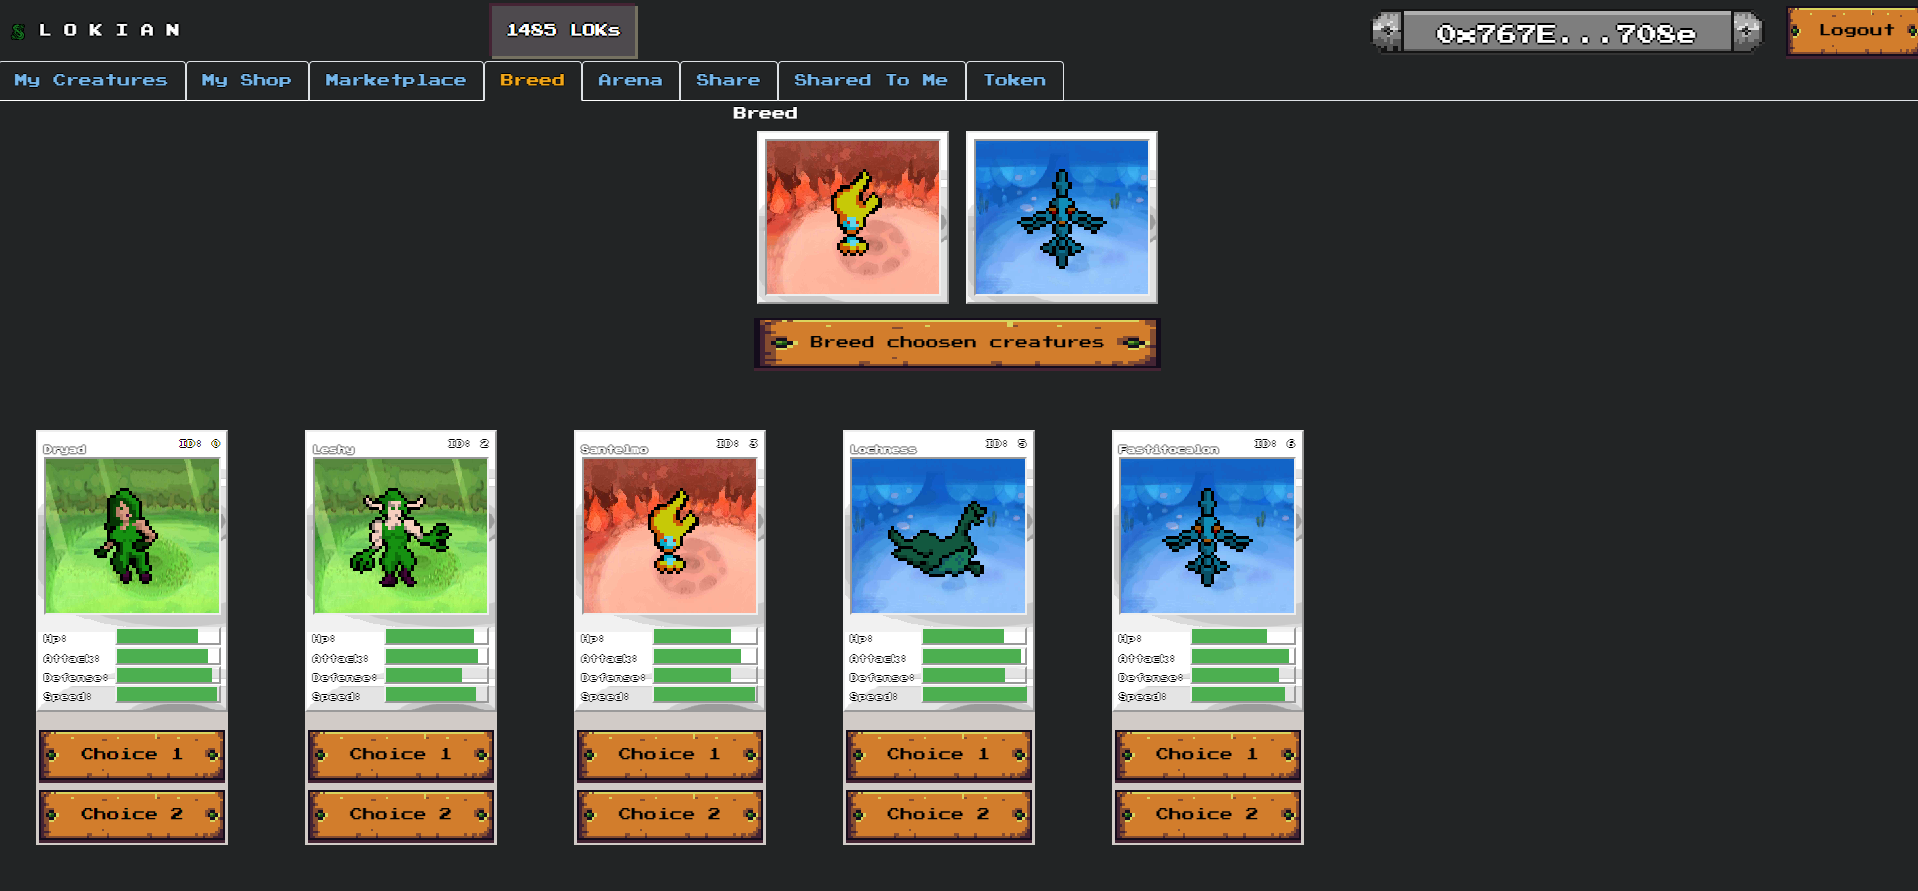 LOKIAN
1485 LOKs
0x767E...708e
Logout
My Creatures
My Shop
Marketplace
Breed
Arena
Share
Shared To Me
Token
Breed
Breed choosen creatures
Dryad
ID: 0
Hp:
Attack:
Defense:
Speed:
Choice 1
Choice 2
Leshy
ID: 2
Hp:
Attack:
Defense:
Speed:
Choice 1
Choice 2
Santelmo
ID: 3
Hp:
Attack:
Defense:
Speed:
Choice 1
Choice 2
Lochness
ID: 5
Hp:
Attack:
Defense:
Speed:
Choice 1
Choice 2
Fastitocalon
ID: 6
Hp:
Attack:
Defense:
Speed:
Choice 1
Choice 2